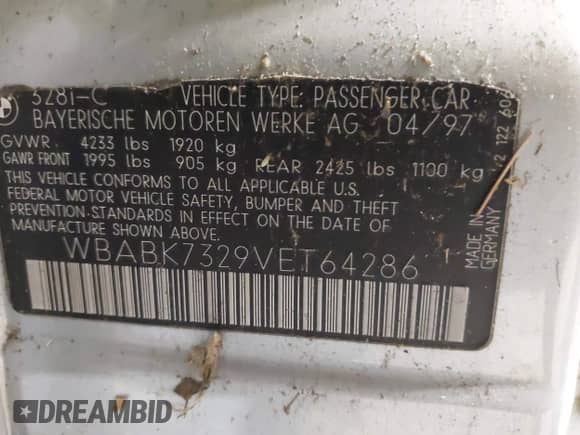 328i-C VEHICLE TYPE: PASSENGER CAR
BAYERISCHE MOTOREN WERKE AG 04/97
GVWR 4233 lbs 1920 kg
GAWR FRONT 1995 lbs 905 kg REAR 2425 lbs 1100 kg
THIS VEHICLE CONFORMS TO ALL APPLICABLE U.S.
FEDERAL MOTOR VEHICLE SAFETY, BUMPER AND THEFT
PREVENTION-STANDARDS IN EFFECT ON THE DATE OF
MANUFACTURE SHOWN ABOVE.
WBABK7329VET64286
MADE IN
GERMANY
122
DREAMBID